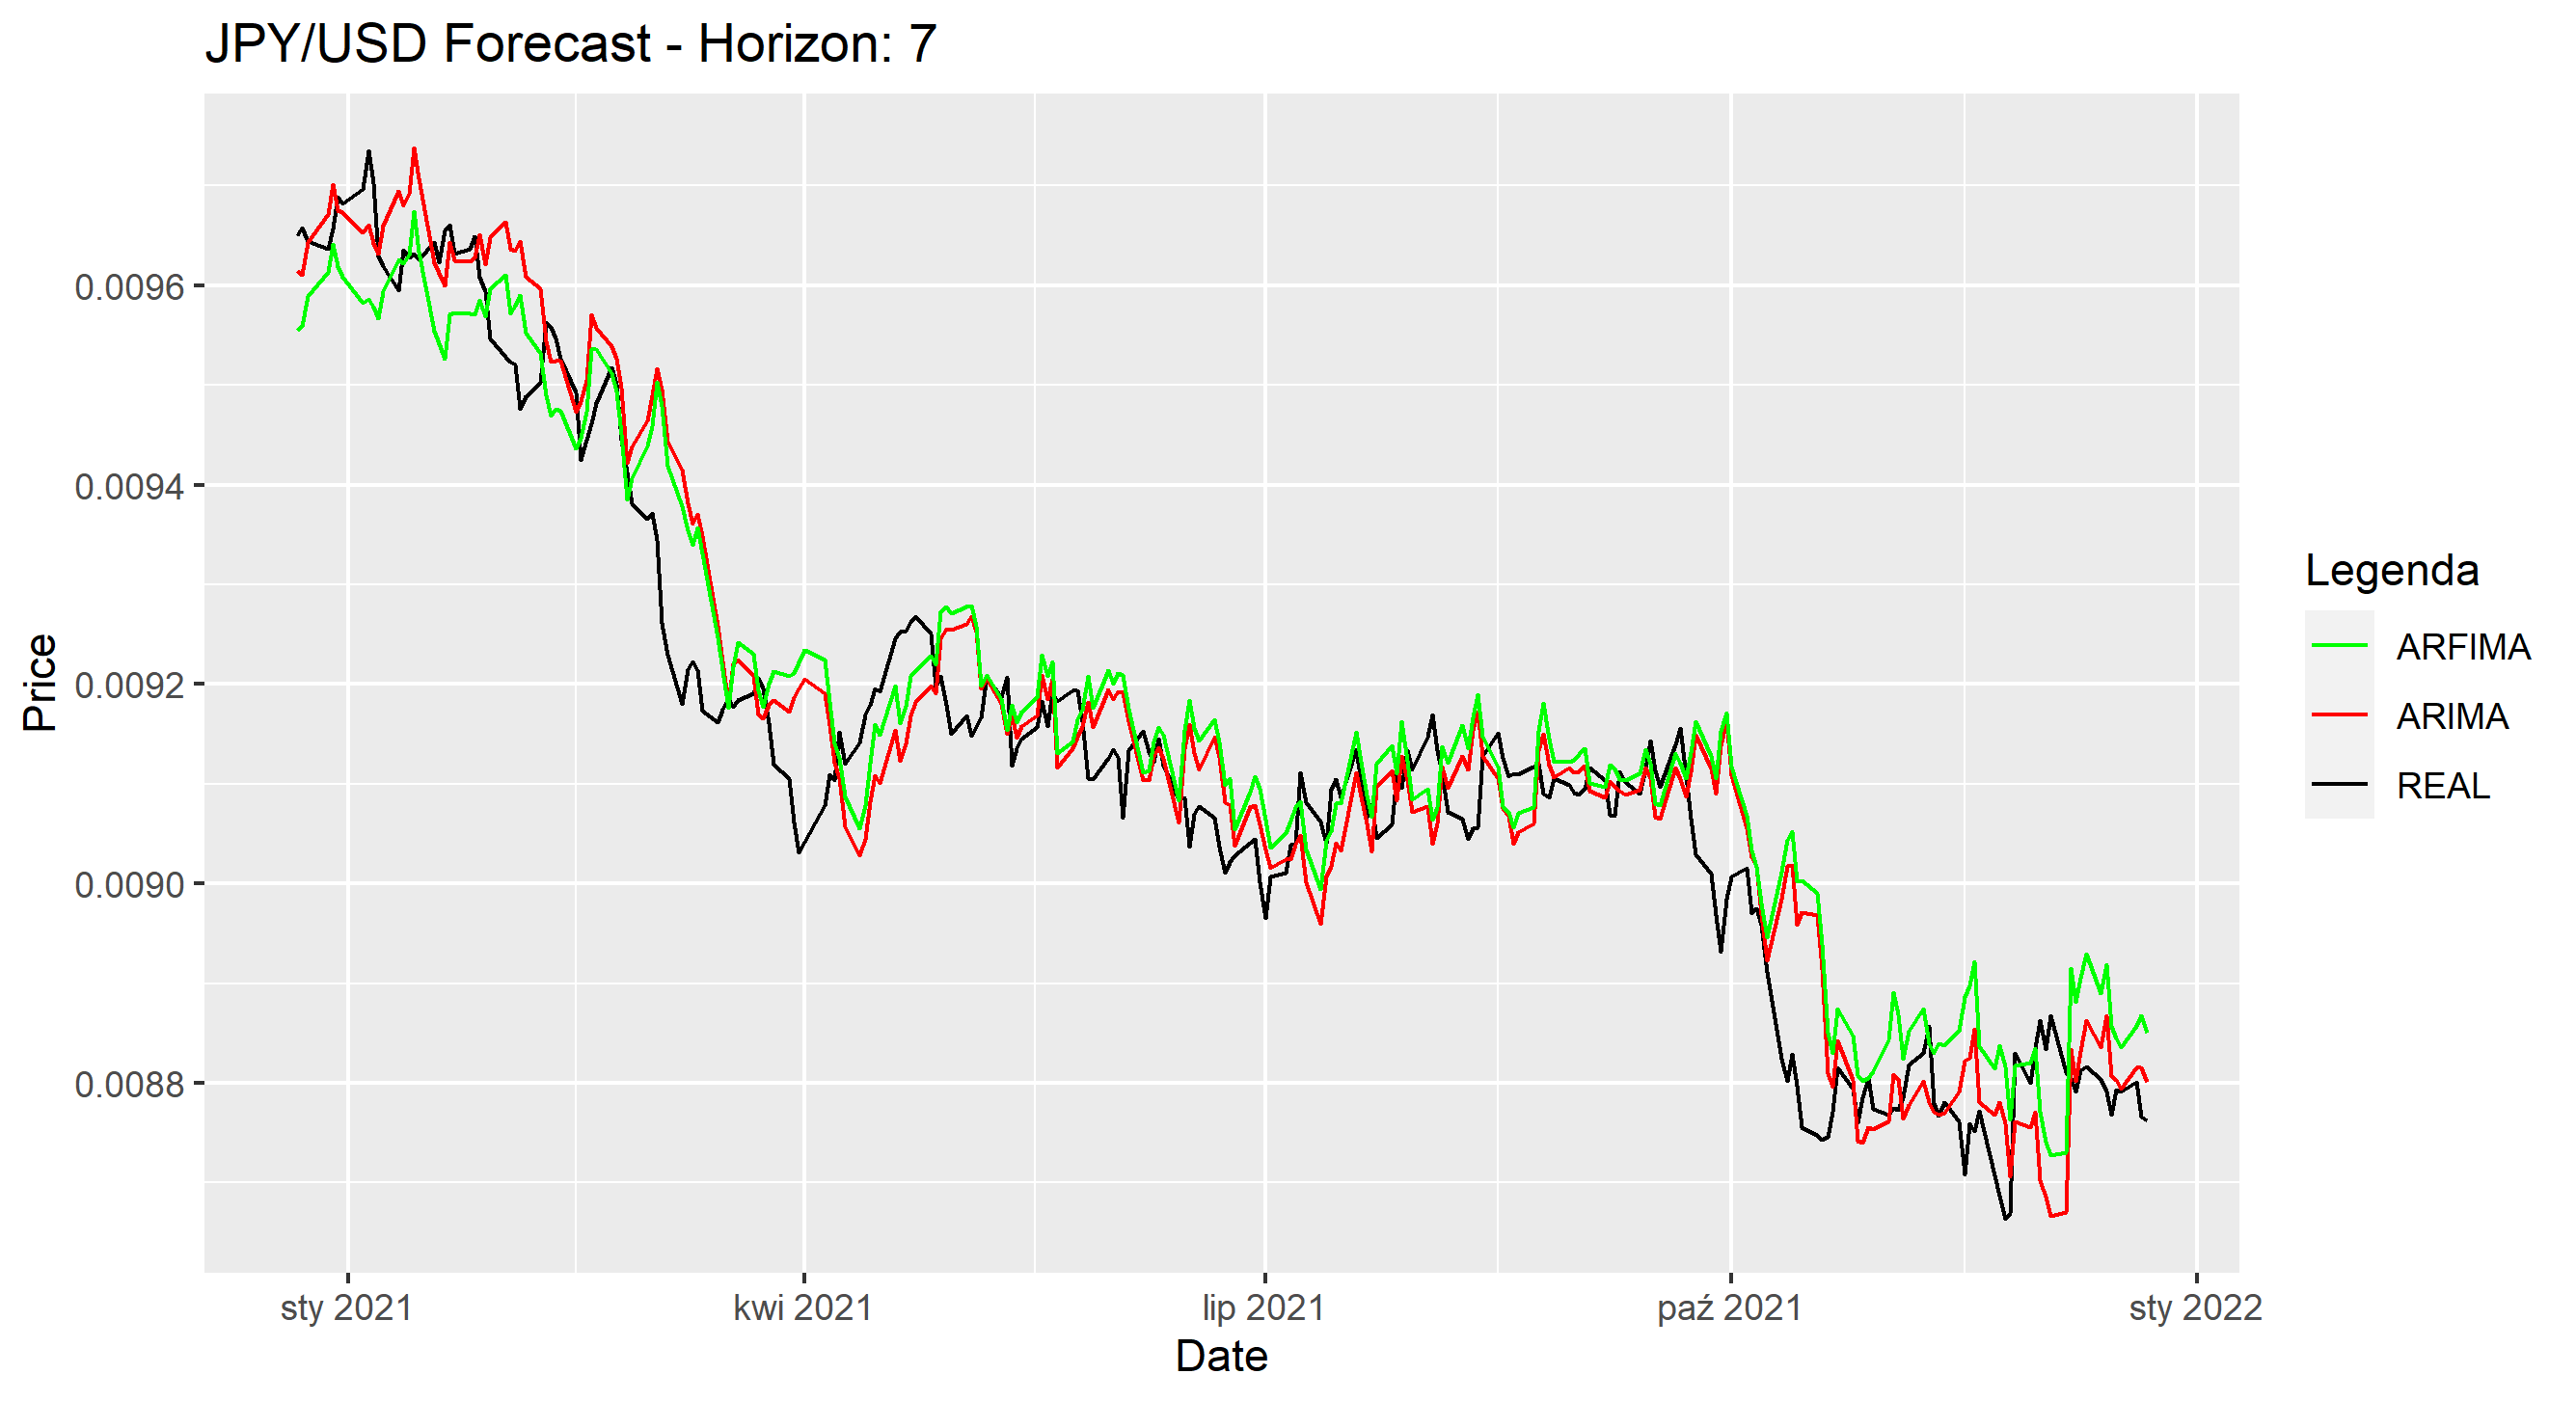 JPY/USD Forecast - Horizon: 7
Price
0.0096
0.0094
0.0092
0.0090
0.0088
sty 2021
kwi 2021
lip 2021
paź 2021
sty 2022
Date
Legenda
ARFIMA
ARIMA
REAL